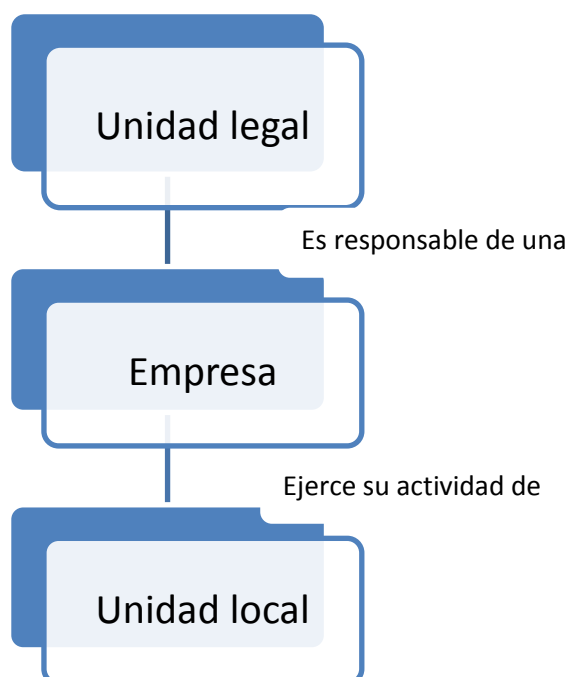 Unidad legal
Es responsable de una
Empresa
Ejerce su actividad de
Unidad local